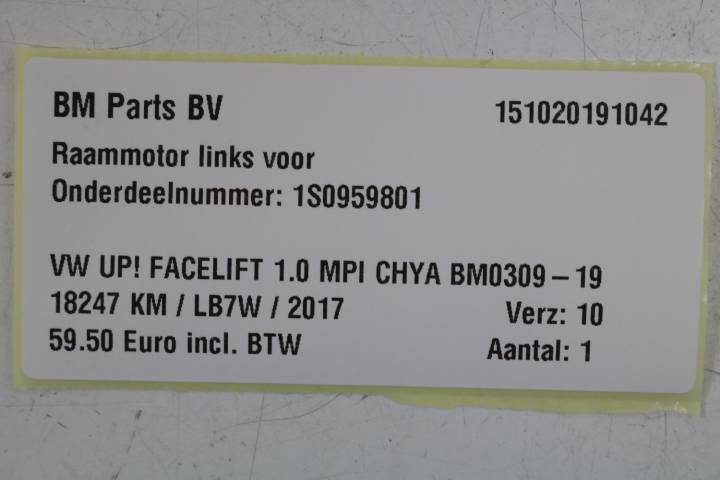 BM Parts BV 151020191042
Raammotor links voor
Onderdeelnummer: 1S0959801
VW UP! FACELIFT 1.0 MPI CHYA BM0309-19
18247 KM / LB7W / 2017 Verz: 10
59.50 Euro incl. BTW Aantal: 1